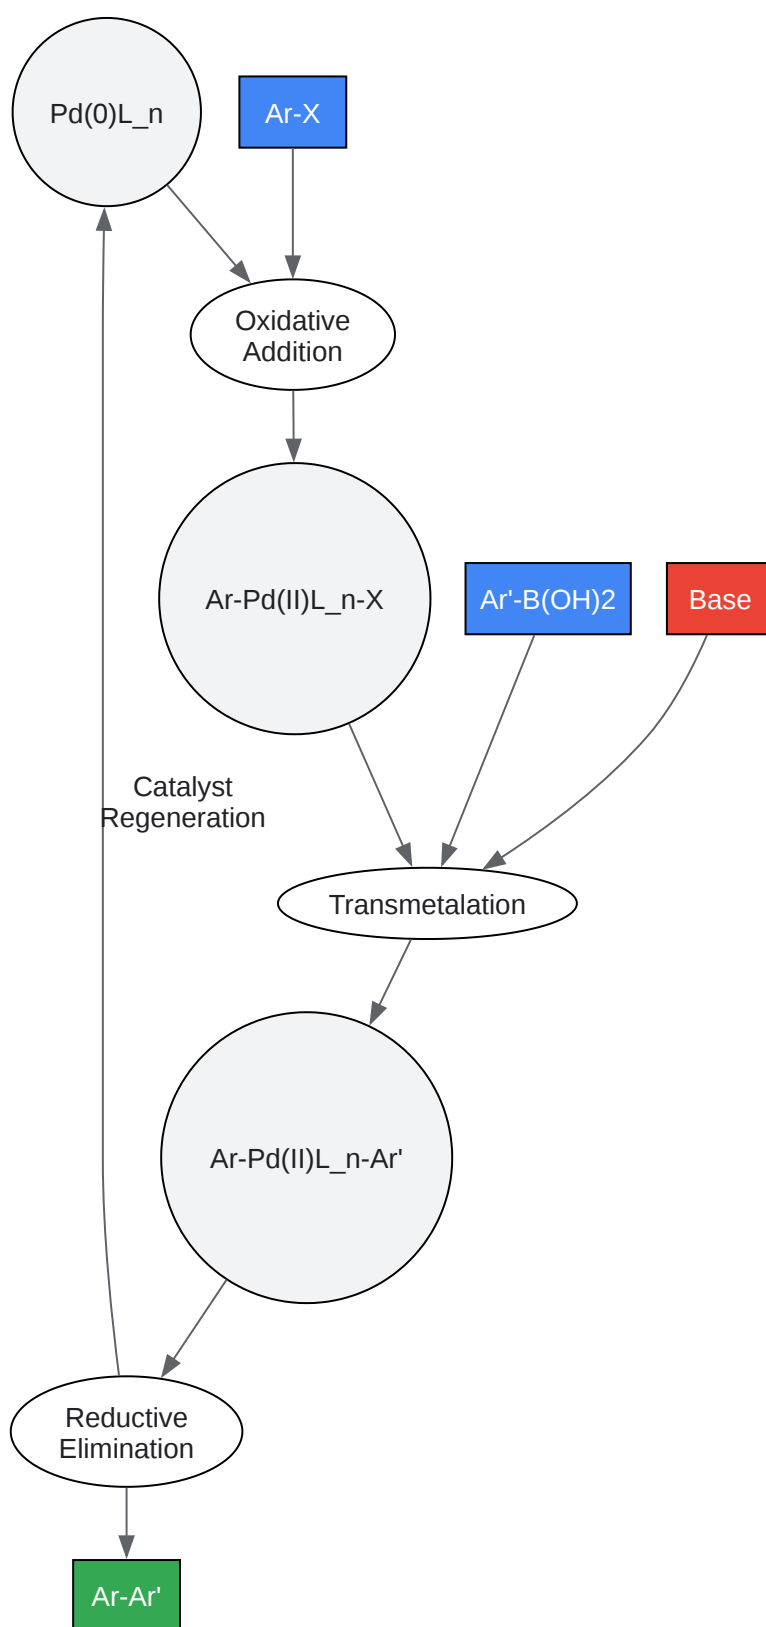 Pd(0)L_n
Ar-X
Oxidative
Addition
Ar-Pd(II)L_n-X
Ar'-B(OH)2
Base
Catalyst
Regeneration
Transmetalation
Ar-Pd(II)L_n-Ar'
Reductive
Elimination
Ar-Ar'